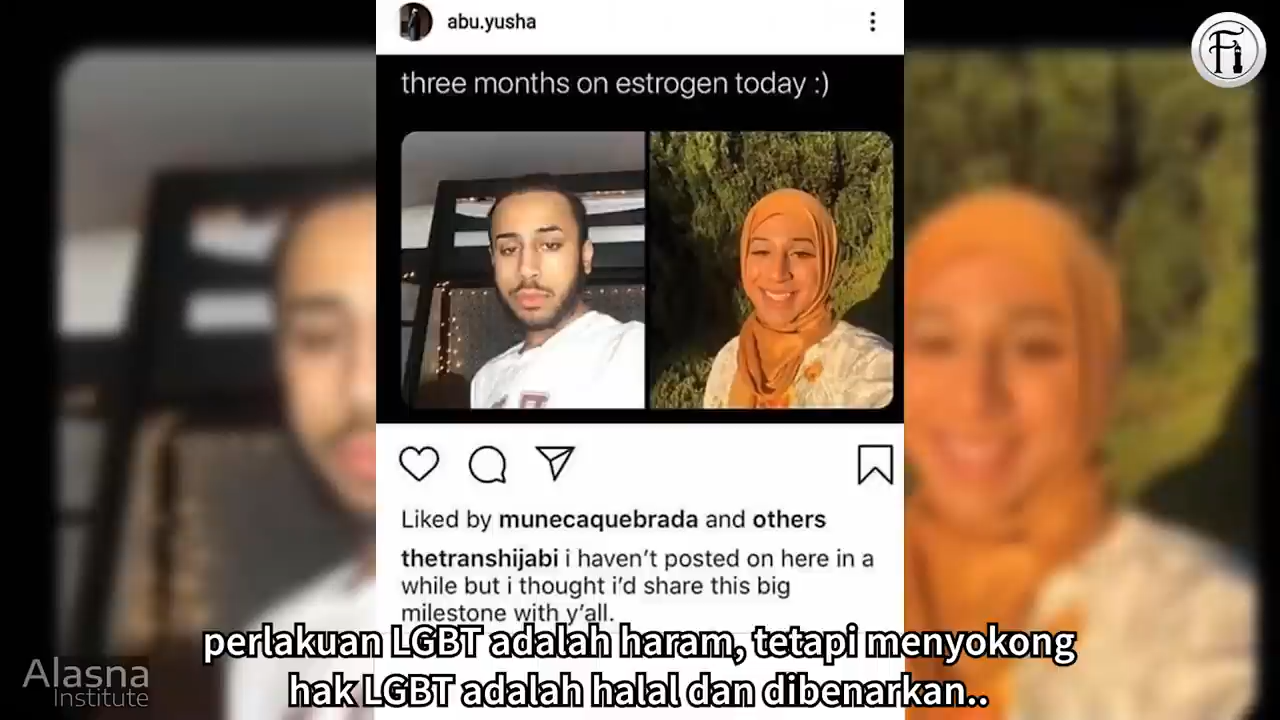 abu.yusha
Fi
three months on estrogen today :)
Liked by munecaquebrada and others
thetranshijabi i haven't posted on here in a
while but i thought i'd share this big
milestone with y'all.
perlakuan LGBT adalah haram, tetapi menyokong
hak LGBT adalah halal dan dibenarkan..
Alasna
Institute